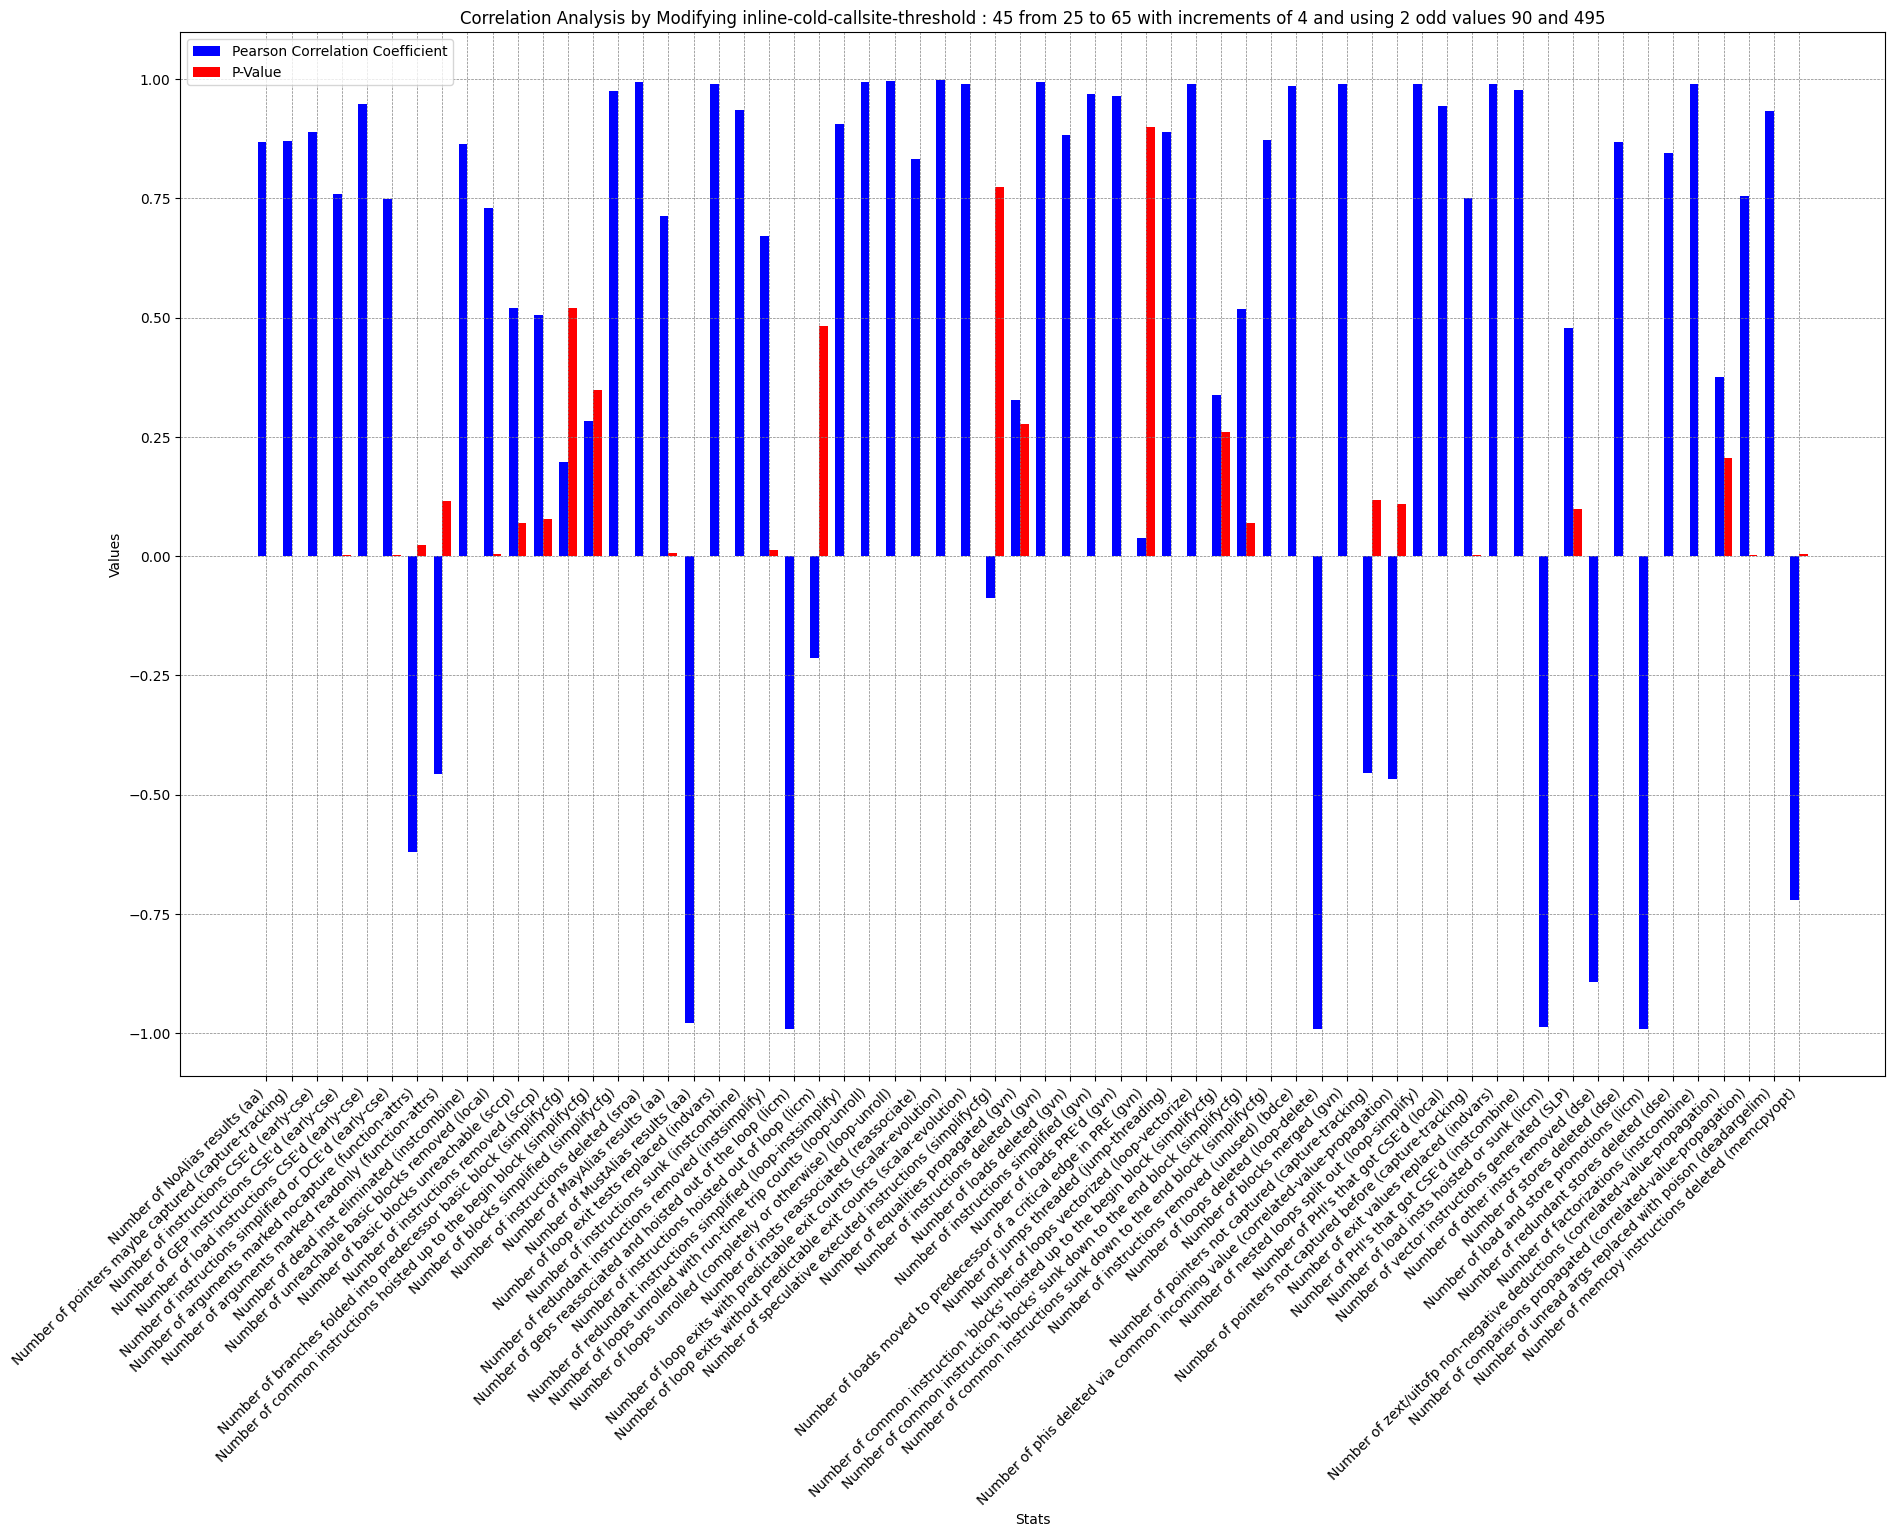 Correlation Analysis by Modifying inline-cold-callsite-threshold : 45 from 25 to 65 with increments of 4 and using 2 odd values 90 and 495
Pearson Correlation Coefficient
P-Value
1.00
0.75
0.50
0.25
0.00
−0.25
−0.50
−0.75
−1.00
Values
Number of NoAlias results (aa)
Number of pointers maybe captured (capture-tracking)
Number of instructions CSE'd (early-cse)
Number of GEP instructions CSE'd (early-cse)
Number of load instructions CSE'd (early-cse)
Number of instructions simplified or DCE'd (early-cse)
Number of arguments marked nocapture (function-attrs)
Number of arguments marked readonly (function-attrs)
Number of dead inst eliminated (instcombine)
Number of unreachable basic blocks removed (local)
Number of basic blocks unreachable (sccp)
Number of instructions removed (sccp)
Number of branches folded into predecessor basic block (simplifycfg)
Number of common instructions hoisted up to the begin block (simplifycfg)
Number of blocks simplified (simplifycfg)
Number of instructions deleted (sroa)
Number of MayAlias results (aa)
Number of MustAlias results (aa)
Number of loop exit tests replaced (indvars)
Number of instructions sunk (instcombine)
Number of redundant instructions removed (instsimplify)
Number of geps reassociated and hoisted out of the loop (licm)
Number of instructions hoisted out of loop (licm)
Number of redundant instructions simplified (loop-instsimplify)
Number of loops unrolled with run-time trip counts (loop-unroll)
Number of loops unrolled (completely or otherwise) (loop-unroll)
Number of insts reassociated (reassociate)
Number of loop exits with predictable exit counts (scalar-evolution)
Number of loop exits without predictable exit counts (scalar-evolution)
Number of speculative executed instructions (simplifycfg)
Number of equalities propagated (gvn)
Number of instructions deleted (gvn)
Number of loads deleted (gvn)
Number of instructions simplified (gvn)
Number of loads PRE'd (gvn)
Number of loads moved to predecessor of a critical edge in PRE (gvn)
Number of jumps threaded (jump-threading)
Number of loops vectorized (loop-vectorize)
Number of common instruction 'blocks' hoisted up to the begin block (simplifycfg)
Number of common instruction 'blocks' sunk down to the end block (simplifycfg)
Number of common instructions sunk down to the end block (simplifycfg)
Number of instructions removed (unused) (bdce)
Number of loops deleted (loop-delete)
Number of blocks merged (gvn)
Number of pointers not captured (capture-tracking)
Number of phis deleted via common incoming value (correlated-value-propagation)
Number of nested loops split out (loop-simplify)
Number of PHI's that got CSE'd (local)
Number of pointers not captured before (capture-tracking)
Number of exit values replaced (indvars)
Number of PHI's that got CSE'd (instcombine)
Number of load insts hoisted or sunk (licm)
Number of vector instructions generated (SLP)
Number of other instrs removed (dse)
Number of stores deleted (dse)
Number of load and store promotions (licm)
Number of redundant stores deleted (dse)
Number of factorizations (instcombine)
Number of zext/uitofp non-negative deductions (correlated-value-propagation)
Number of comparisons propagated (correlated-value-propagation)
Number of unread args replaced with poison (deadargelim)
Number of memcpy instructions deleted (memcpyopt)
Stats